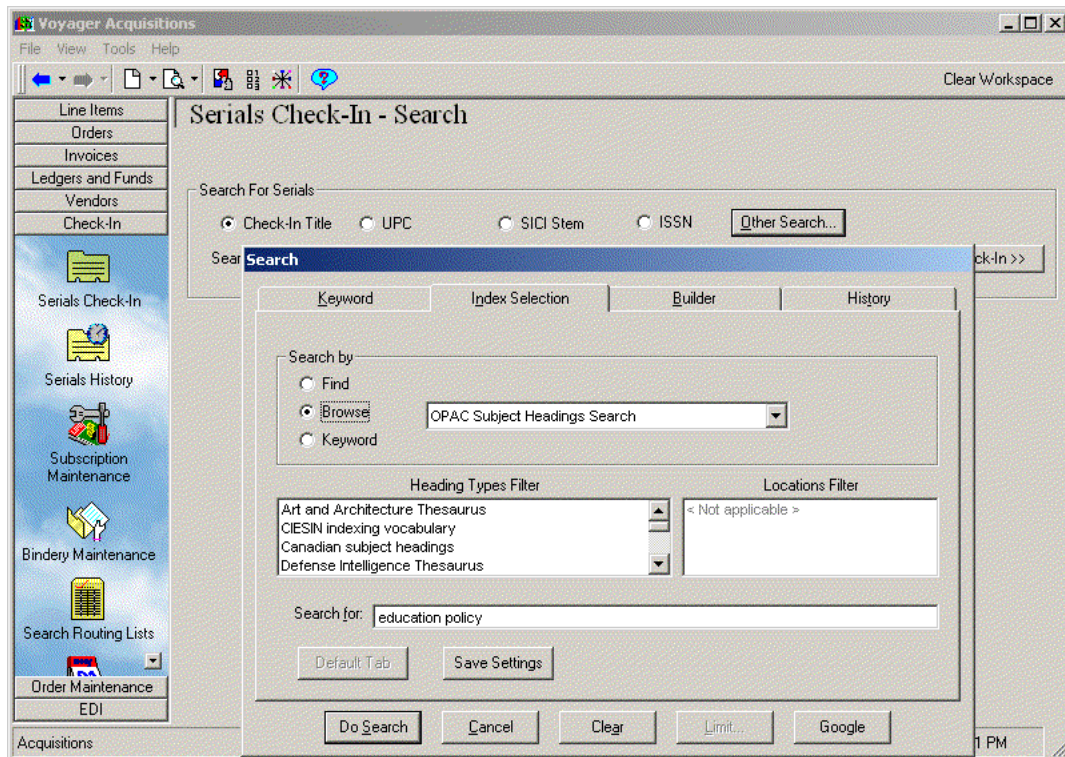 Voyager Acquisitions
File View Tools Help
Clear Workspace
Line Items
Orders
Invoices
Ledgers and Funds
Vendors
Check-In
Serials Check-In
Serials History
Subscription
Maintenance
Bindery Maintenance
Search Routing Lists
Order Maintenance
EDI
Acquisitions
Serials Check-In - Search
Search For Serials
Check-In Title UPC SICI Stem ISSN Other Search...
Sear
ck-In >>
Search
Keyword Index Selection Builder History
Search by
Find
Browse OPAC Subject Headings Search
Keyword
Heading Types Filter Locations Filter
Art and Architecture Thesaurus < Not applicable >
CIESIN indexing vocabulary
Canadian subject headings
Defense Intelligence Thesaurus
Search for: education policy
Default Tab Save Settings
Do Search Cancel Clear Limit... Google
1 PM